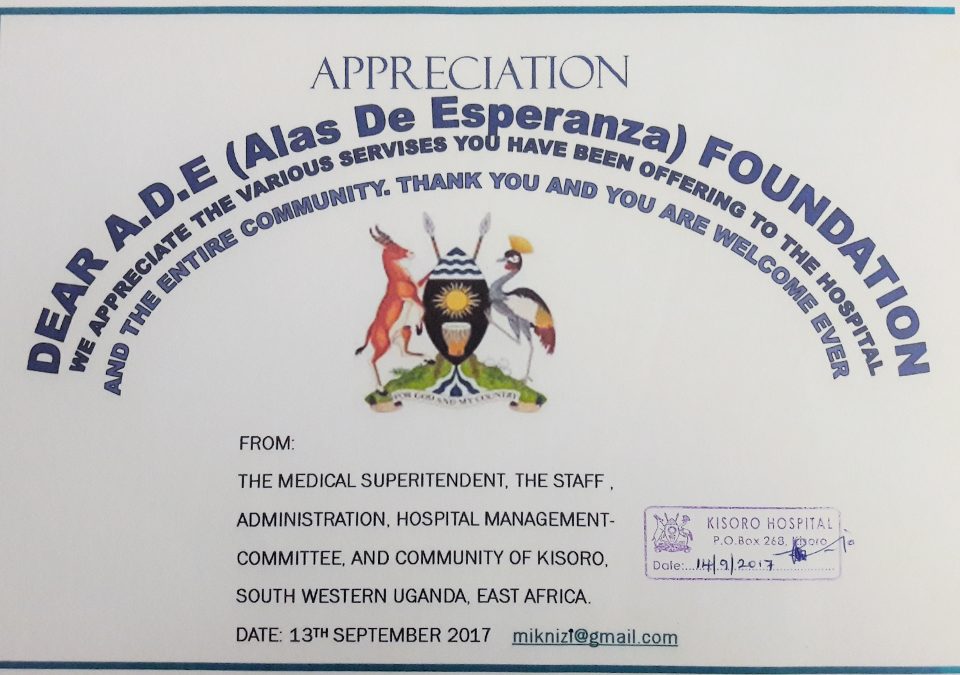 APPRECIATION
DEAR A.D.E (Alas De Esperanza) FOUNDATION
WE APPRECIATE THE VARIOUS SERVISES YOU HAVE BEEN OFFERING TO THE HOSPITAL
AND THE ENTIRE COMMUNITY. THANK YOU AND YOU ARE WELCOME EVER
FOR GOD AND MY COUNTRY
FROM:
THE MEDICAL SUPERITENDENT, THE STAFF ,
ADMINISTRATION, HOSPITAL MANAGEMENT-
COMMITTEE, AND COMMUNITY OF KISORO,
SOUTH WESTERN UGANDA, EAST AFRICA.
DATE: 13TH SEPTEMBER 2017 miknizi@gmail.com
KISORO HOSPITAL
P.O.Box 268, Kisoro
Date:....14/9/2017....................